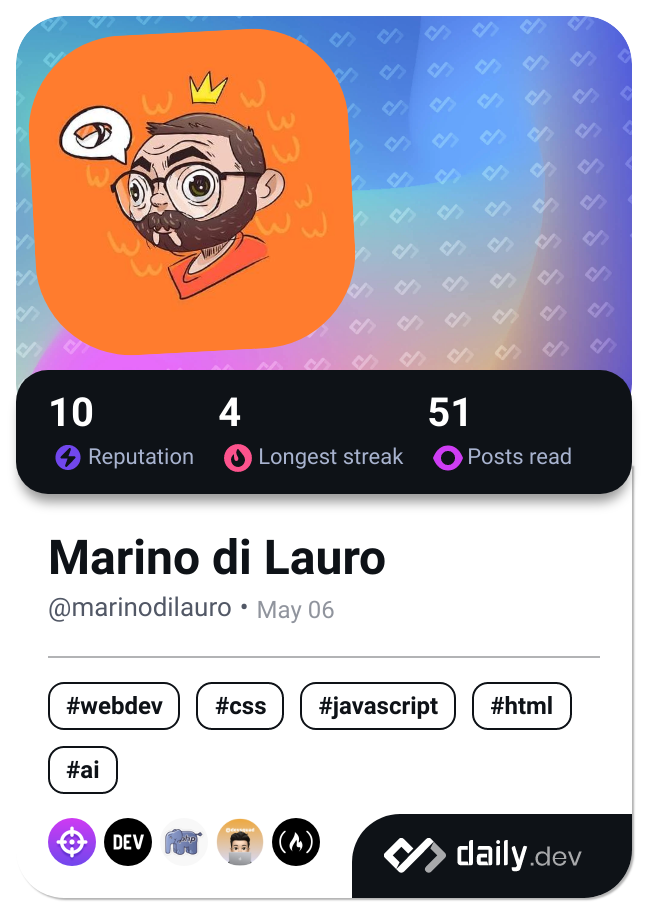 10
4
51
Reputation
Longest streak
Posts read
Marino di Lauro
@marinodilauro • May 06
#webdev
#css
#javascript
#html
#ai
DEV
php
daily.dev